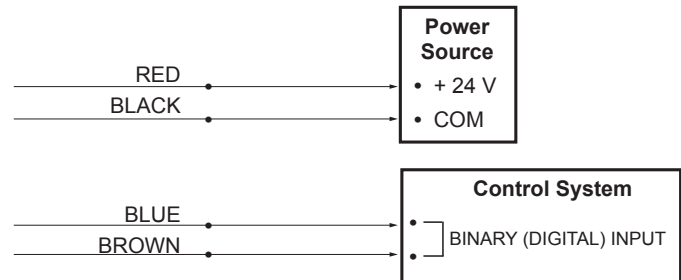 Power
Source
RED
• + 24 V
BLACK
• COM
Control System
BLUE
BINARY (DIGITAL) INPUT
BROWN